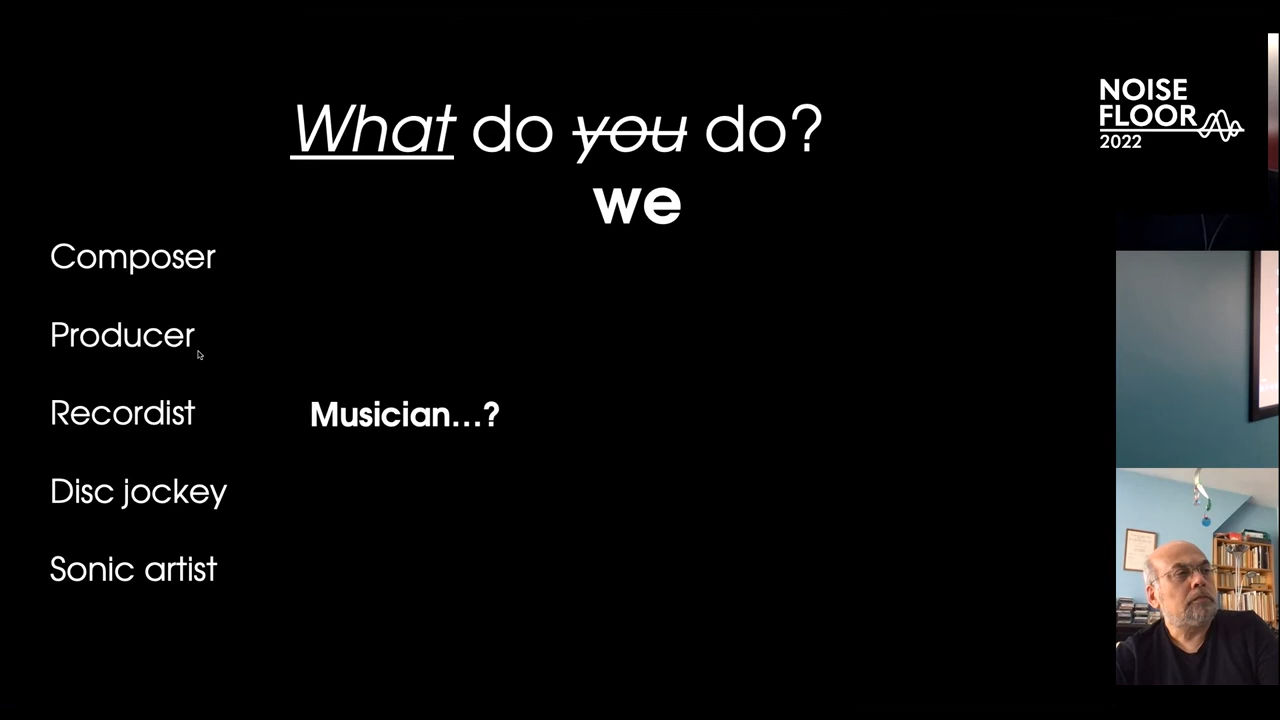 What do you do?
we
NOISE
FLOOR
2022
Composer
Producer
Recordist
Musician...?
Disc jockey
Sonic artist